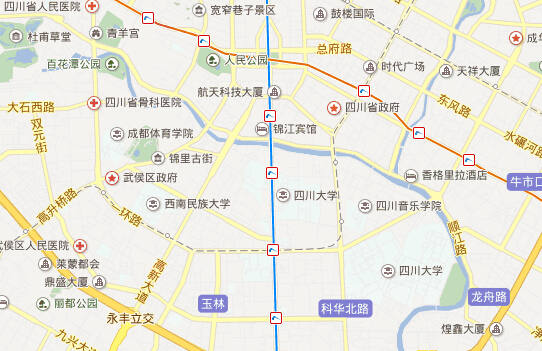 四川省人民医院
宽窄巷子景区
鼓楼国际
杜甫草堂
青羊宫
总府路
成华
百花潭公园
人民公园
时代广场
天祥大厦
航天科技大厦
大石西路
四川省骨科医院
四川省政府
东风路
双元街
成都体育学院
锦江宾馆
水碾河路
锦里古街
武侯区政府
香格里拉酒店
牛市口
高升桥路
一环路
西南民族大学
四川大学
四川音乐学院
顺江路
武侯区人民医院
莱蒙都会
高新大道
四川大学
鼎盛大厦
丽都公园
玉林
科华北路
龙舟路
永丰立交
九兴大道
煌鑫大厦